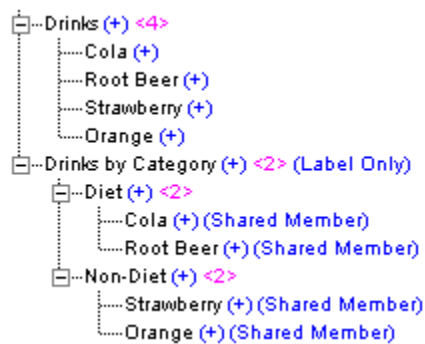 Drinks (+) <4>
Cola (+)
Root Beer (+)
Strawberry (+)
Orange (+)
Drinks by Category (+) <2> (Label Only)
Diet (+) <2>
Cola (+) (Shared Member)
Root Beer (+) (Shared Member)
Non-Diet (+) <2>
Strawberry (+) (Shared Member)
Orange (+) (Shared Member)